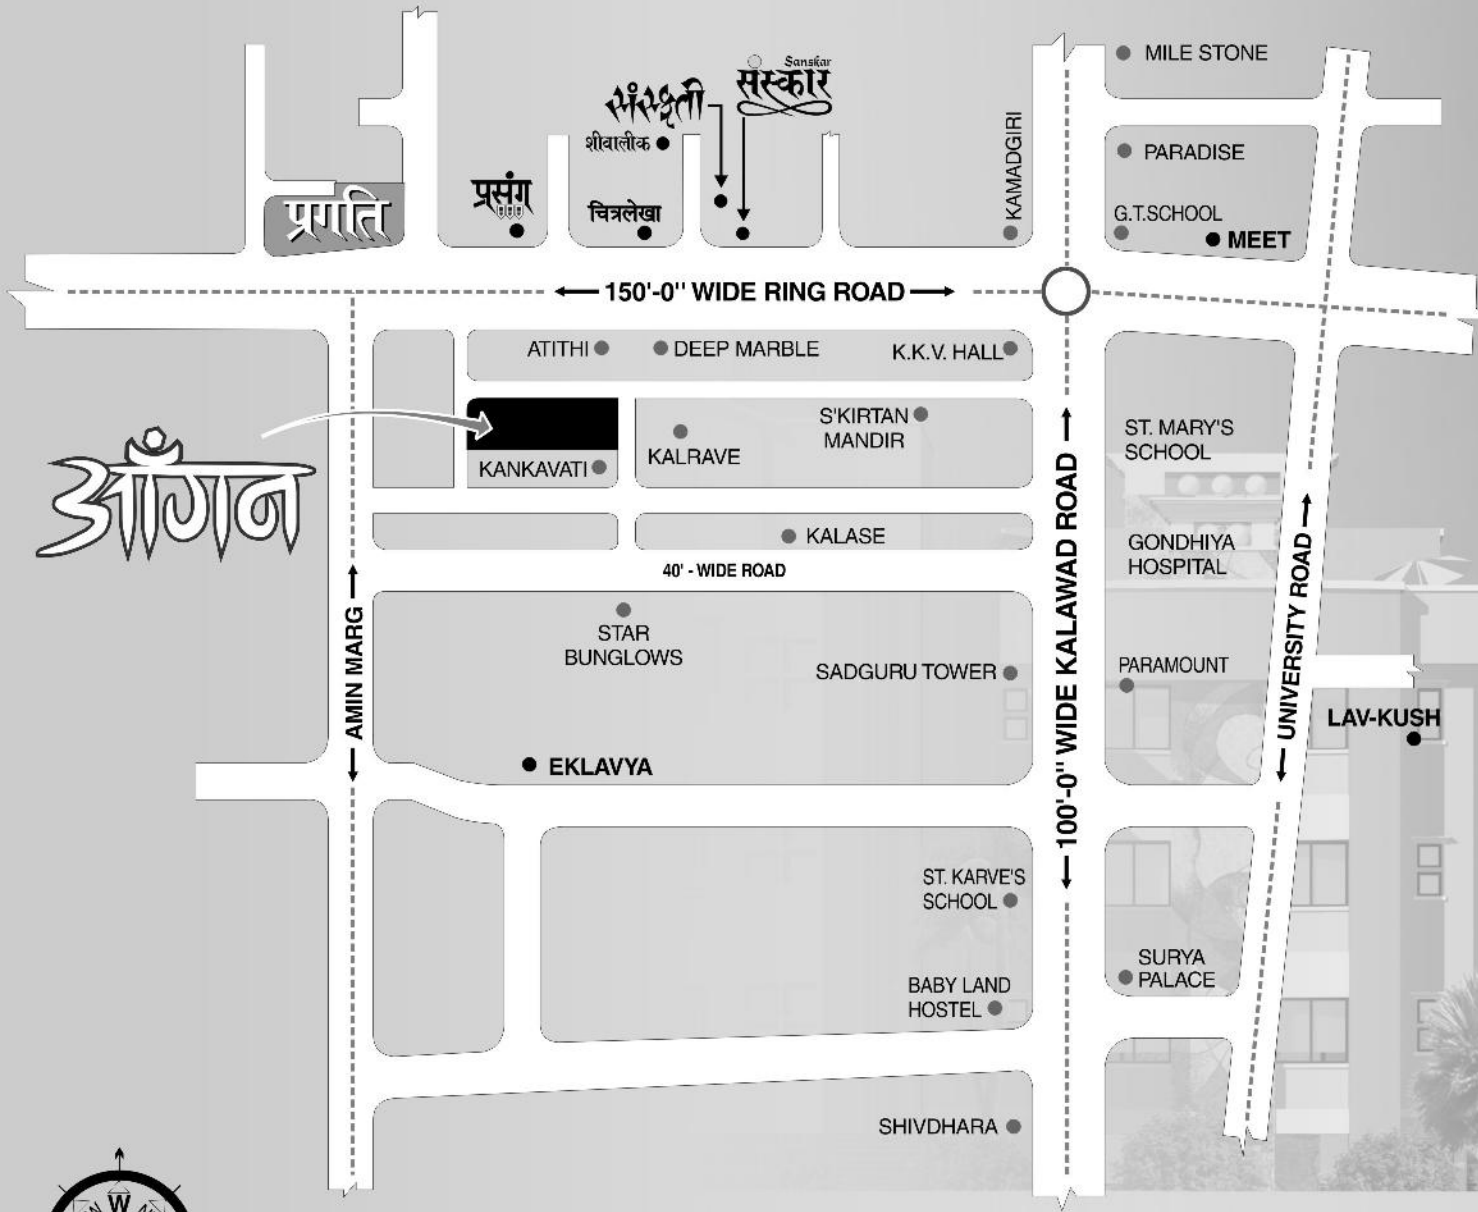 MILE STONE
Sanskar
संस्कार
संस्कृती
शीवालीक
KAMADGIRI
PARADISE
प्रगति
प्रसंग
चित्रलेखा
G.T.SCHOOL
MEET
150'-0" WIDE RING ROAD
ATITHI
DEEP MARBLE
K.K.V. HALL
S'KIRTAN
MANDIR
KALRAVE
KANKAVATI
ST. MARY'S
SCHOOL
आँगन
KALASE
GONDHIYA
HOSPITAL
40' - WIDE ROAD
100'-0" WIDE KALAWAD ROAD
UNIVERSITY ROAD
AMIN MARG
STAR
BUNGLOWS
SADGURU TOWER
PARAMOUNT
LAV-KUSH
EKLAVYA
ST. KARVE'S
SCHOOL
SURYA
PALACE
BABY LAND
HOSTEL
SHIVDHARA
W